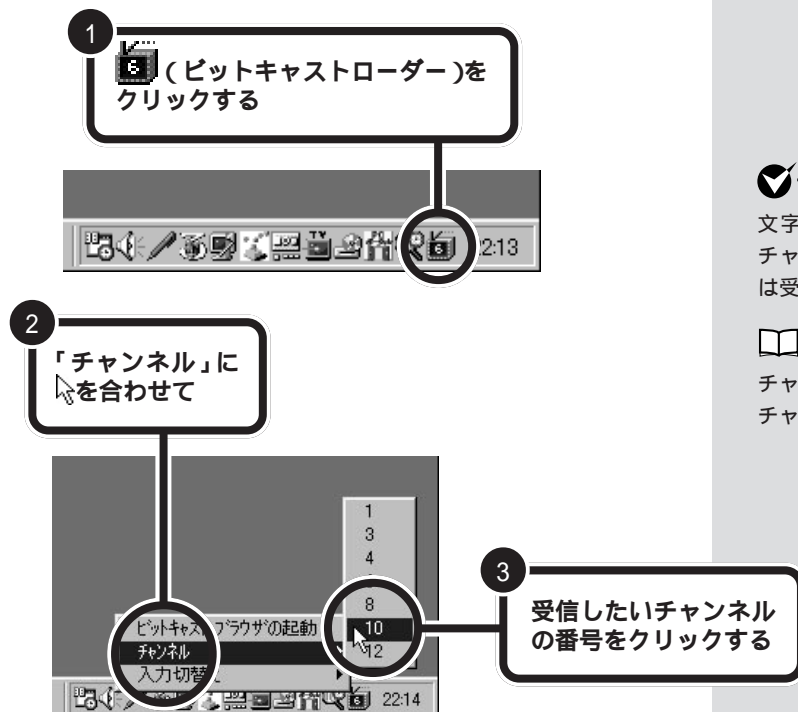 1
(ビットキャストローダー)を
クリックする
22:13
2
「チャンネル」に
を合わせて
1
3
4
8
10
12
ビットキャスト ブラウザの起動
チャンネル
入力切替
22:14
3
受信したいチャンネル
の番号をクリックする
文字
チャ
は受
チャ
チャ